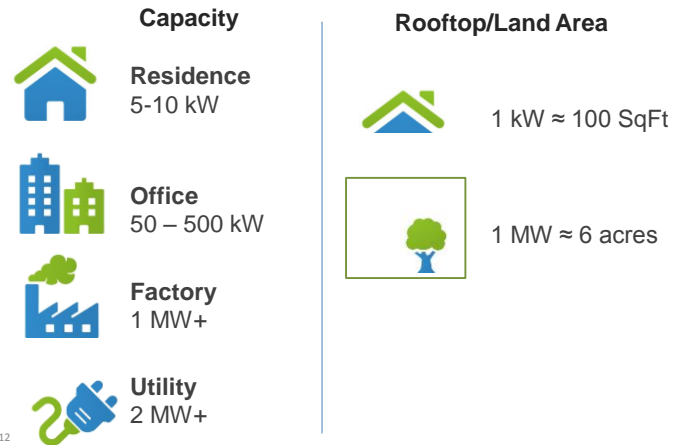 Capacity
Residence
5-10 kW
Office
50 – 500 kW
Factory
1 MW+
Utility
2 MW+
12
Rooftop/Land Area
1 kW ≈ 100 SqFt
1 MW ≈ 6 acres